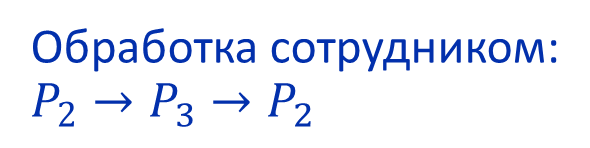 Обработка сотрудником:
P₂ → P₃ → P₂